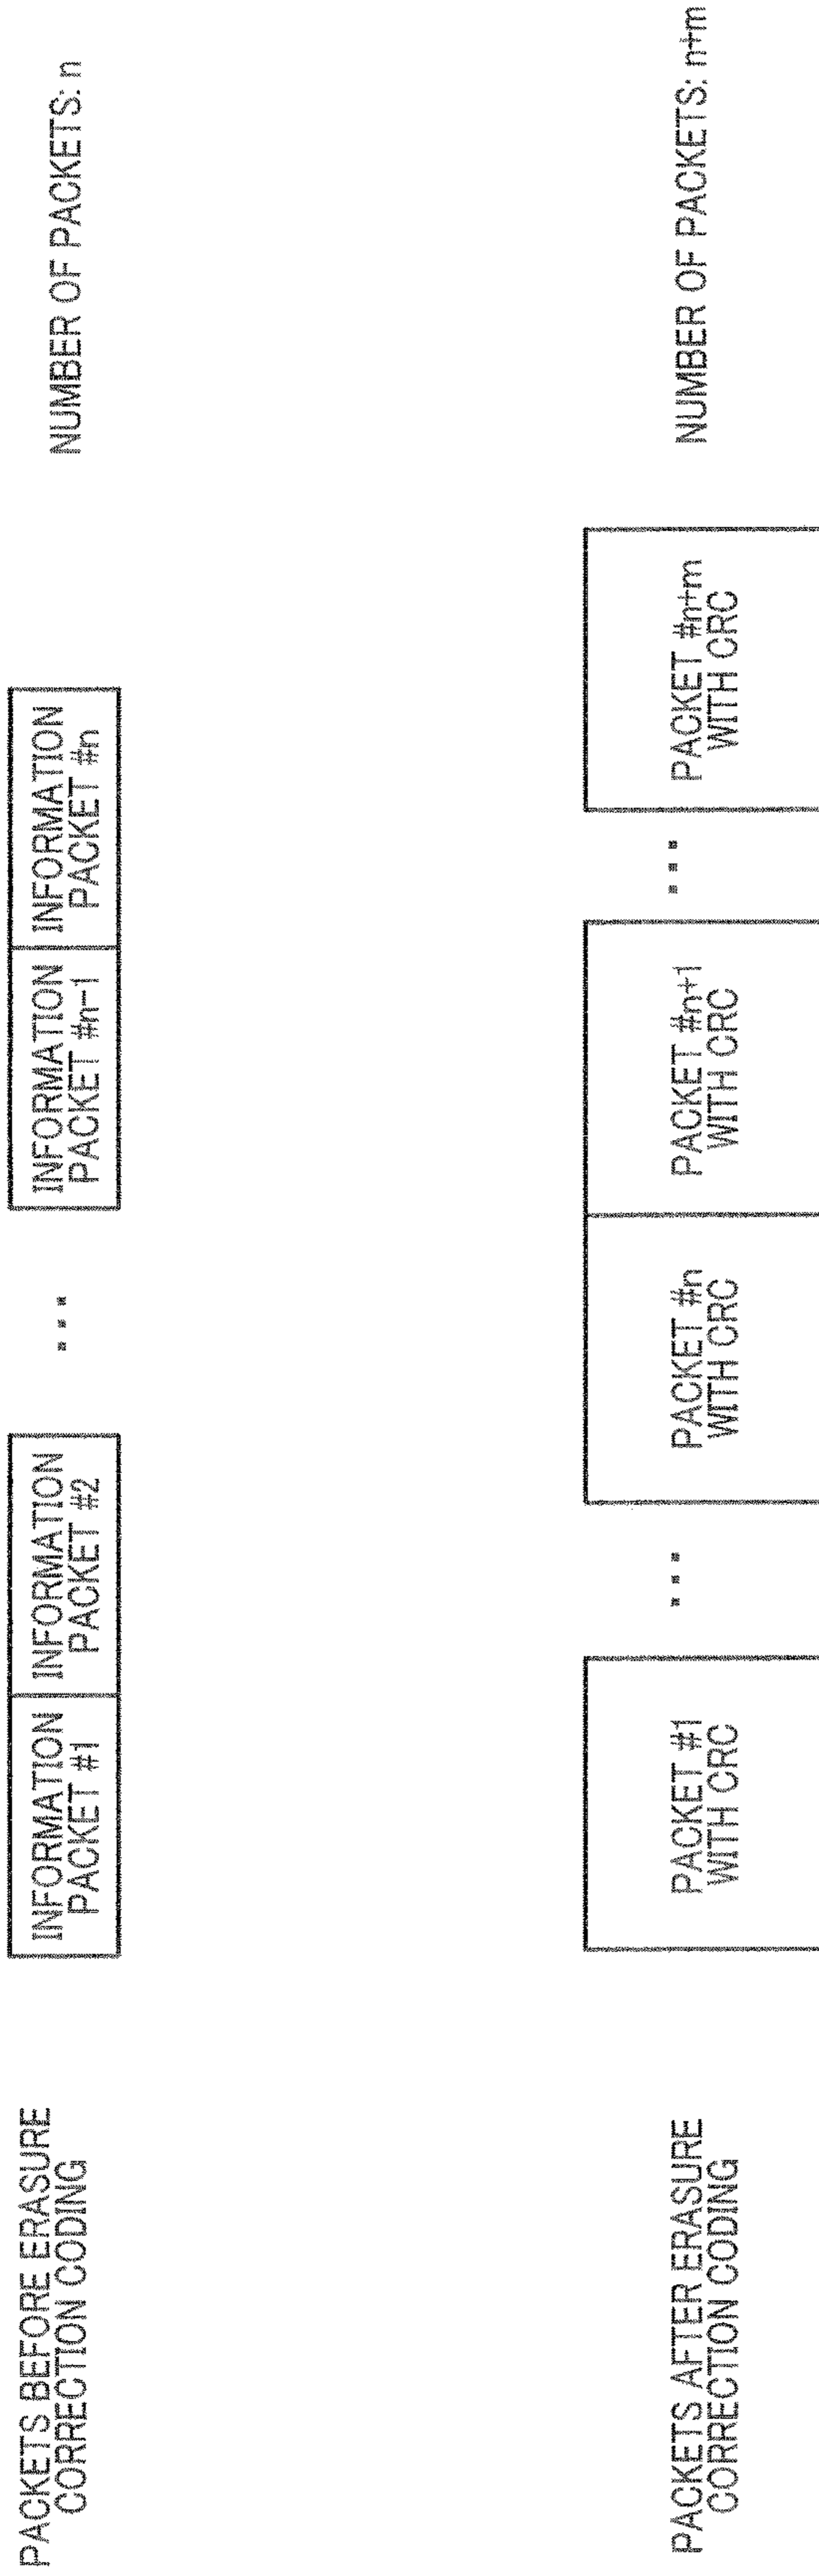 PACKETS BEFORE ERASURE
CORRECTION CODING
INFORMATION
PACKET #1
INFORMATION
PACKET #2
...
INFORMATION
PACKET #n-1
INFORMATION
PACKET #n
NUMBER OF PACKETS: n
PACKETS AFTER ERASURE
CORRECTION CODING
PACKET #1
WITH CRC
...
PACKET #n
WITH CRC
PACKET #n+1
WITH CRC
...
PACKET #n+m
WITH CRC
NUMBER OF PACKETS: n+m